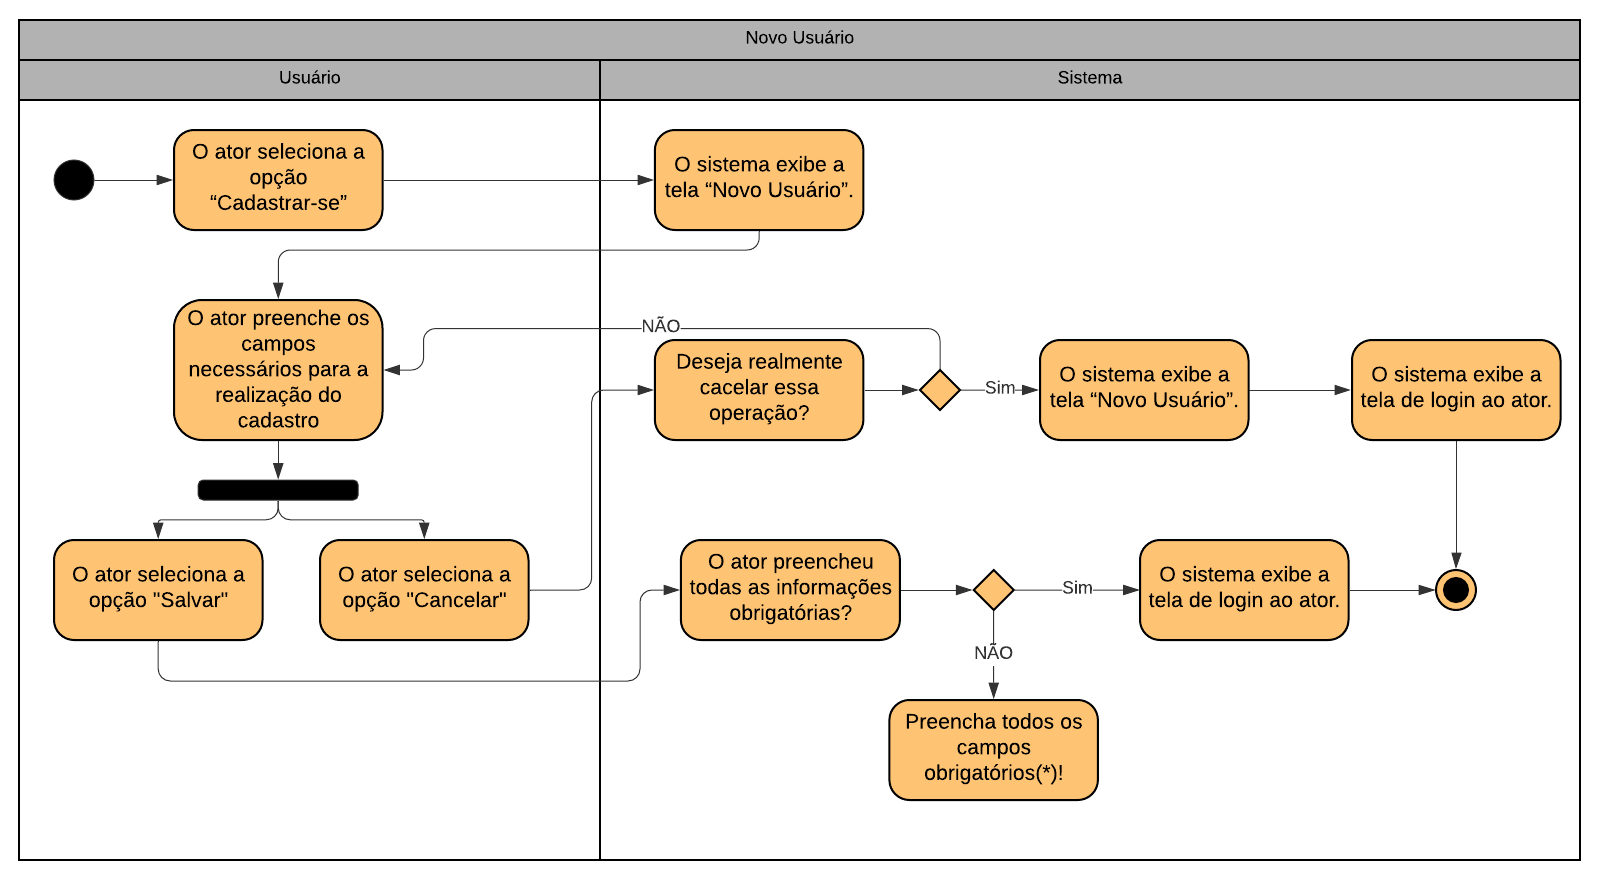 Novo Usuário
Usuário
Sistema
O ator seleciona a
opção
“Cadastrar-se”
O sistema exibe a
tela “Novo Usuário”.
O ator preenche os
campos
necessários para a
realização do
cadastro
NÃO
Deseja realmente
cacelar essa
operação?
Sim
O sistema exibe a
tela “Novo Usuário”.
O sistema exibe a
tela de login ao ator.
O ator seleciona a
opção "Salvar"
O ator seleciona a
opção "Cancelar"
O ator preencheu
todas as informações
obrigatórias?
Sim
O sistema exibe a
tela de login ao ator.
NÃO
Preencha todos os
campos
obrigatórios(*)!